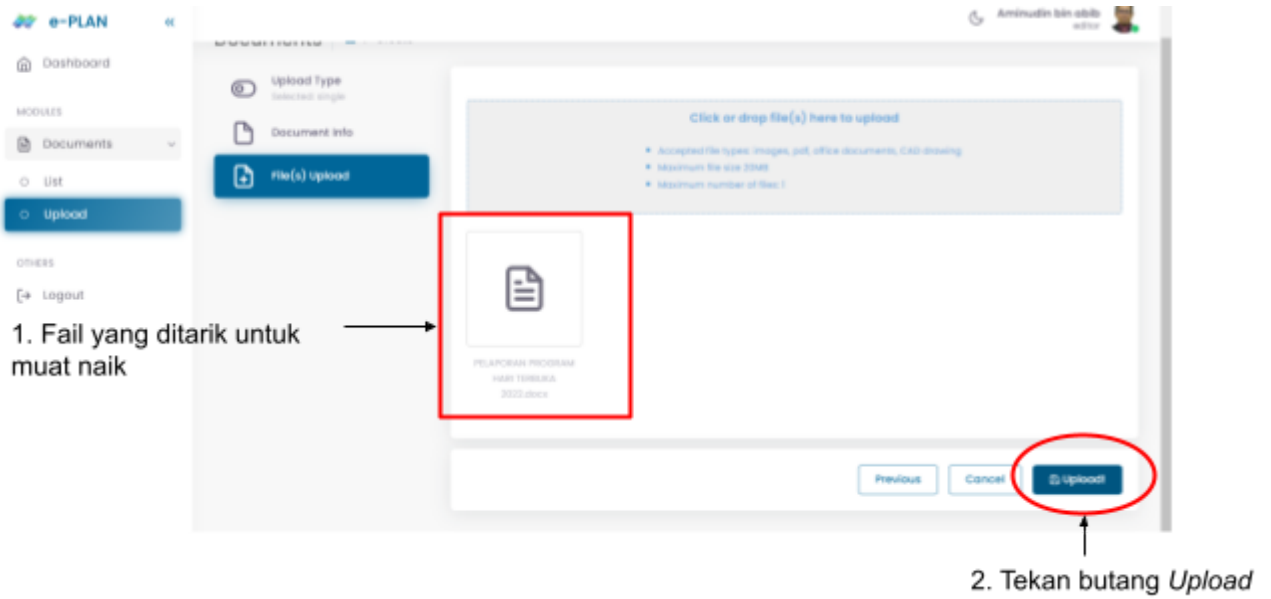 e-PLAN
«
Aminudin bin abib
editor
Documents
Dashboard
MODULES
Documents
List
Upload
OTHERS
Logout
Upload Type
Selected: single
Document Info
File(s) Upload
Click or drop file(s) here to upload
Accepted file types: images, pdf, office documents, CAD drawing
Maximum file size 20MB
Maximum number of files: 1
PELAPORAN PROGRAM
HARI TERBUKA
2022.docx
Previous
Cancel
Upload!
1. Fail yang ditarik untuk
muat naik
2. Tekan butang Upload